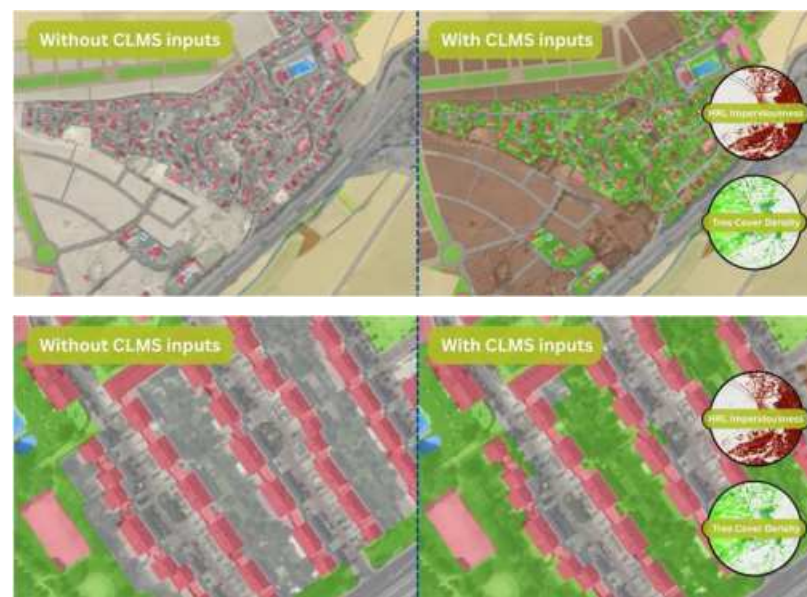 Without CLMS inputs
With CLMS inputs
HRL Imperviousness
Tree Cover Density
Without CLMS inputs
With CLMS inputs
HRL Imperviousness
Tree Cover Density